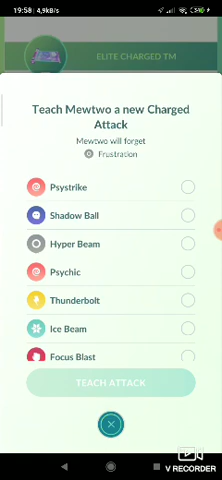 19:58 | 4,9kB/s
ELITE CHARGED TM
Teach Mewtwo a new Charged
Attack
Mewtwo will forget
Frustration
Psystrike
Shadow Ball
Hyper Beam
Psychic
Thunderbolt
Ice Beam
Focus Blast
TEACH ATTACK
V RECORDER